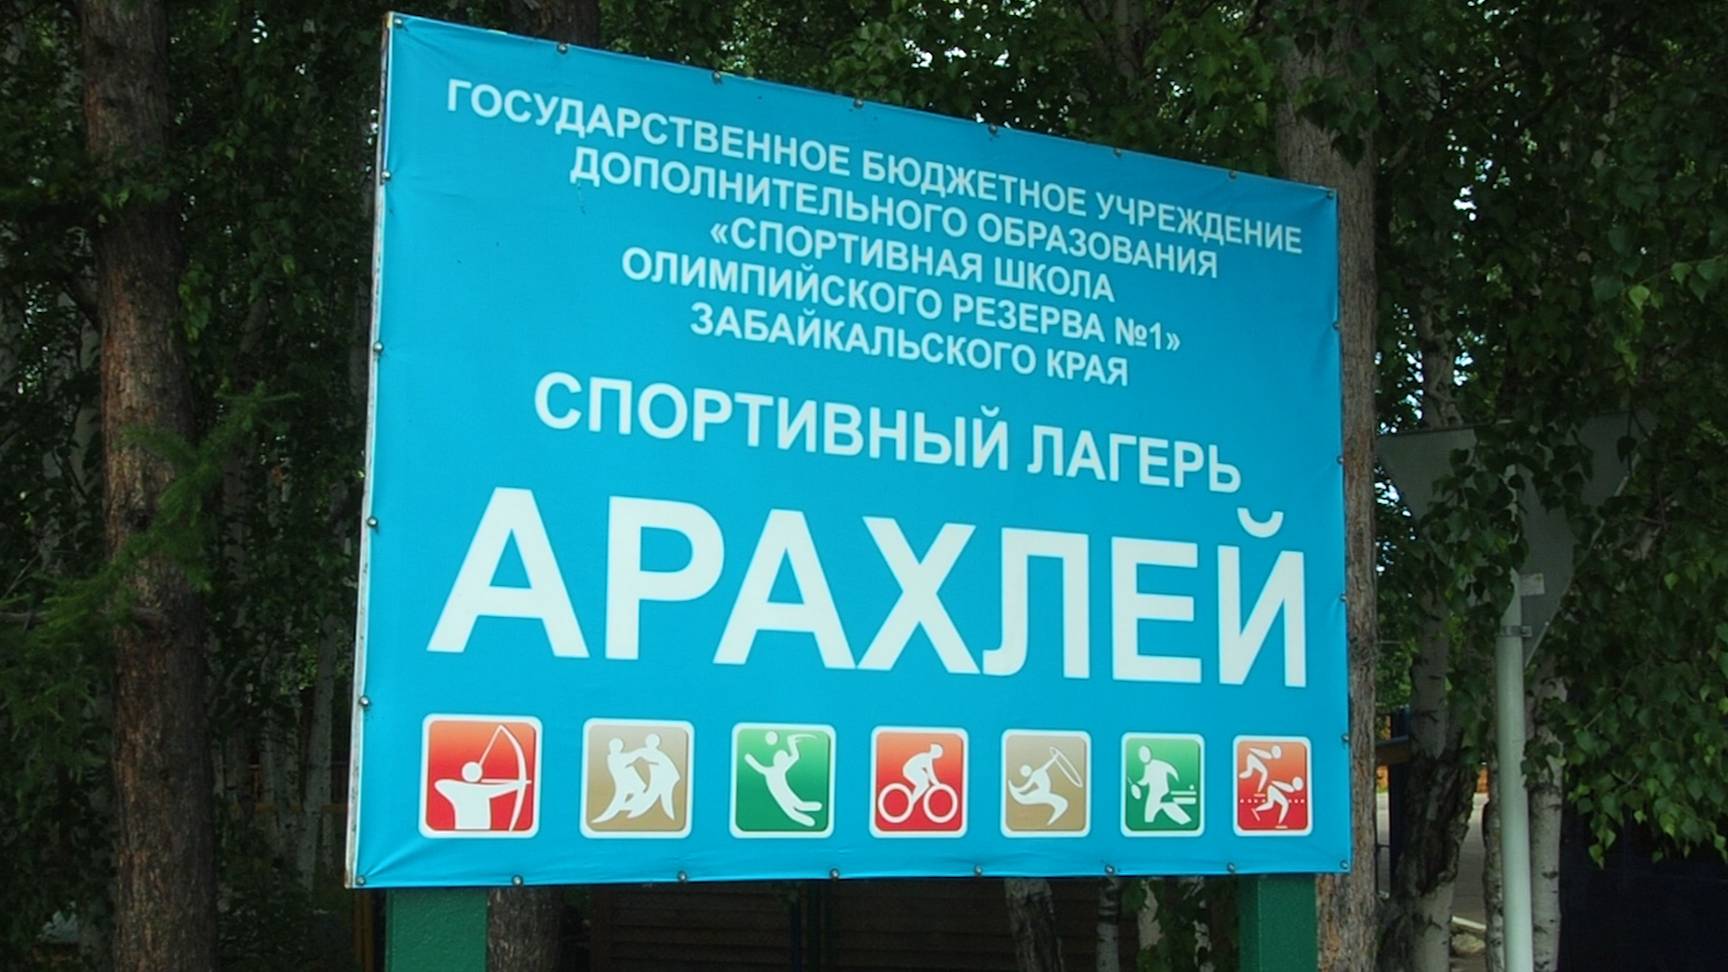 ГОСУДАРСТВЕННОЕ БЮДЖЕТНОЕ УЧРЕЖДЕНИЕ
ДОПОЛНИТЕЛЬНОГО ОБРАЗОВАНИЯ
«СПОРТИВНАЯ ШКОЛА
ОЛИМПИЙСКОГО РЕЗЕРВА №1»
ЗАБАЙКАЛЬСКОГО КРАЯ
СПОРТИВНЫЙ ЛАГЕРЬ
АРАХЛЕЙ